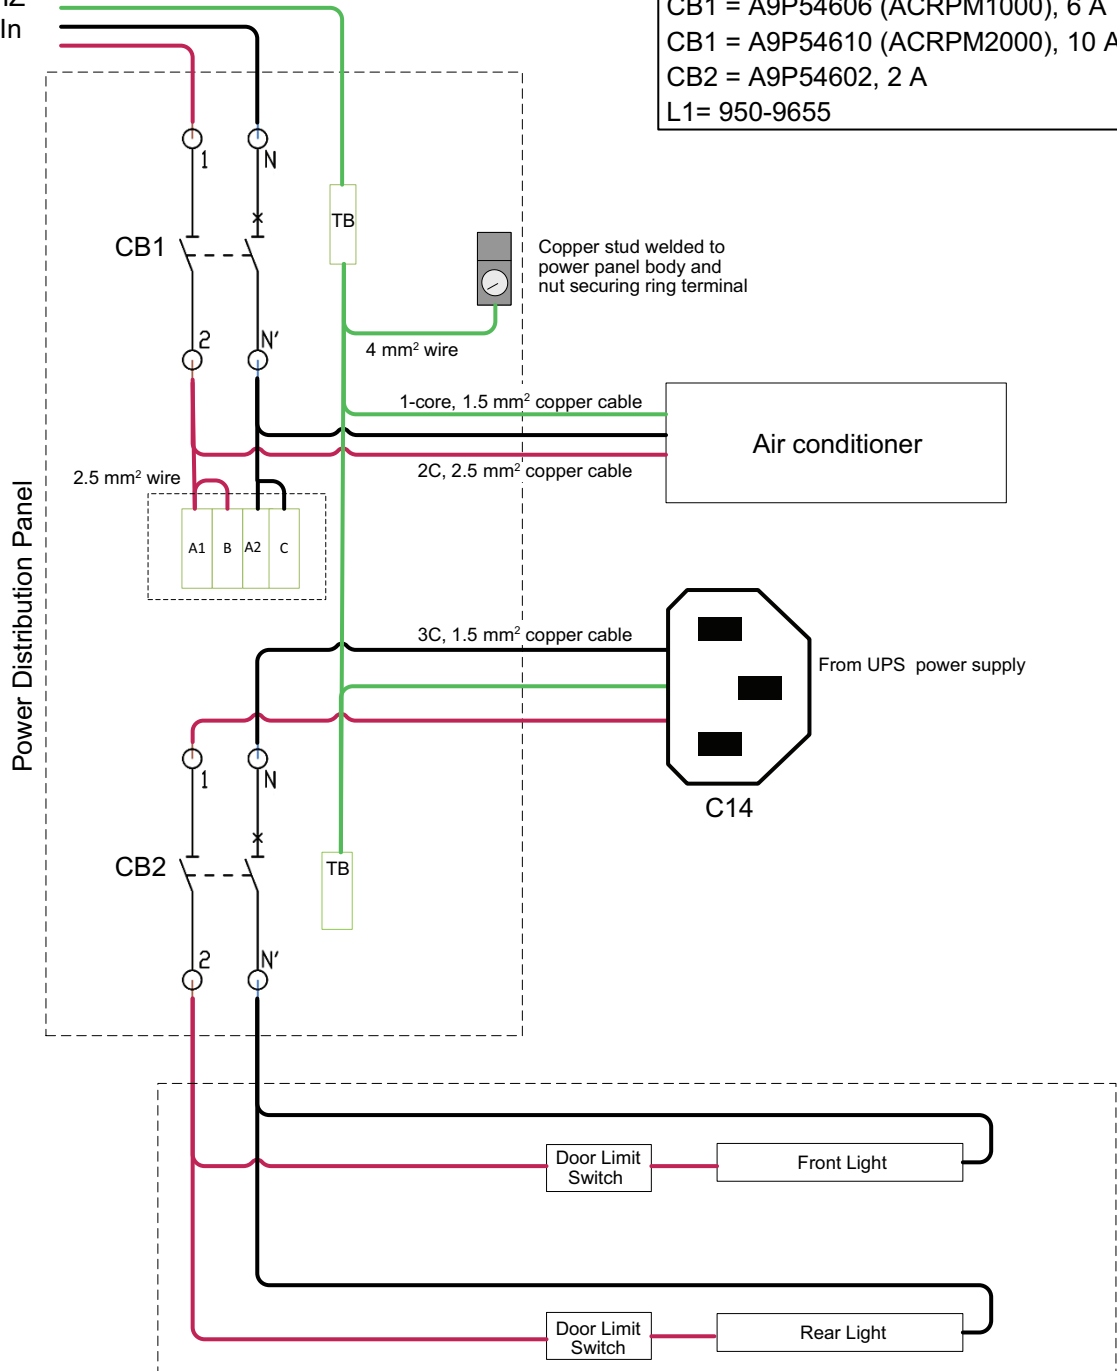 In
CB1 = A9P54606 (ACRPM1000), 6 A
CB1 = A9P54610 (ACRPM2000), 10 A
CB2 = A9P54602, 2 A
L1= 950-9655
1
N
TB
CB1
Copper stud welded to
power panel body and
nut securing ring terminal
2
N'
4 mm² wire
1-core, 1.5 mm² copper cable
Air conditioner
2C, 2.5 mm² copper cable
2.5 mm² wire
A1
B
A2
C
Power Distribution Panel
3C, 1.5 mm² copper cable
From UPS power supply
1
N
C14
CB2
TB
2
N'
Door Limit
Switch
Front Light
Door Limit
Switch
Rear Light